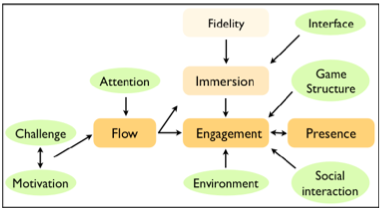 Fidelity
Interface
Attention
Immersion
Game
Structure
Challenge
Flow
Engagement
Presence
Motivation
Environment
Social
interaction